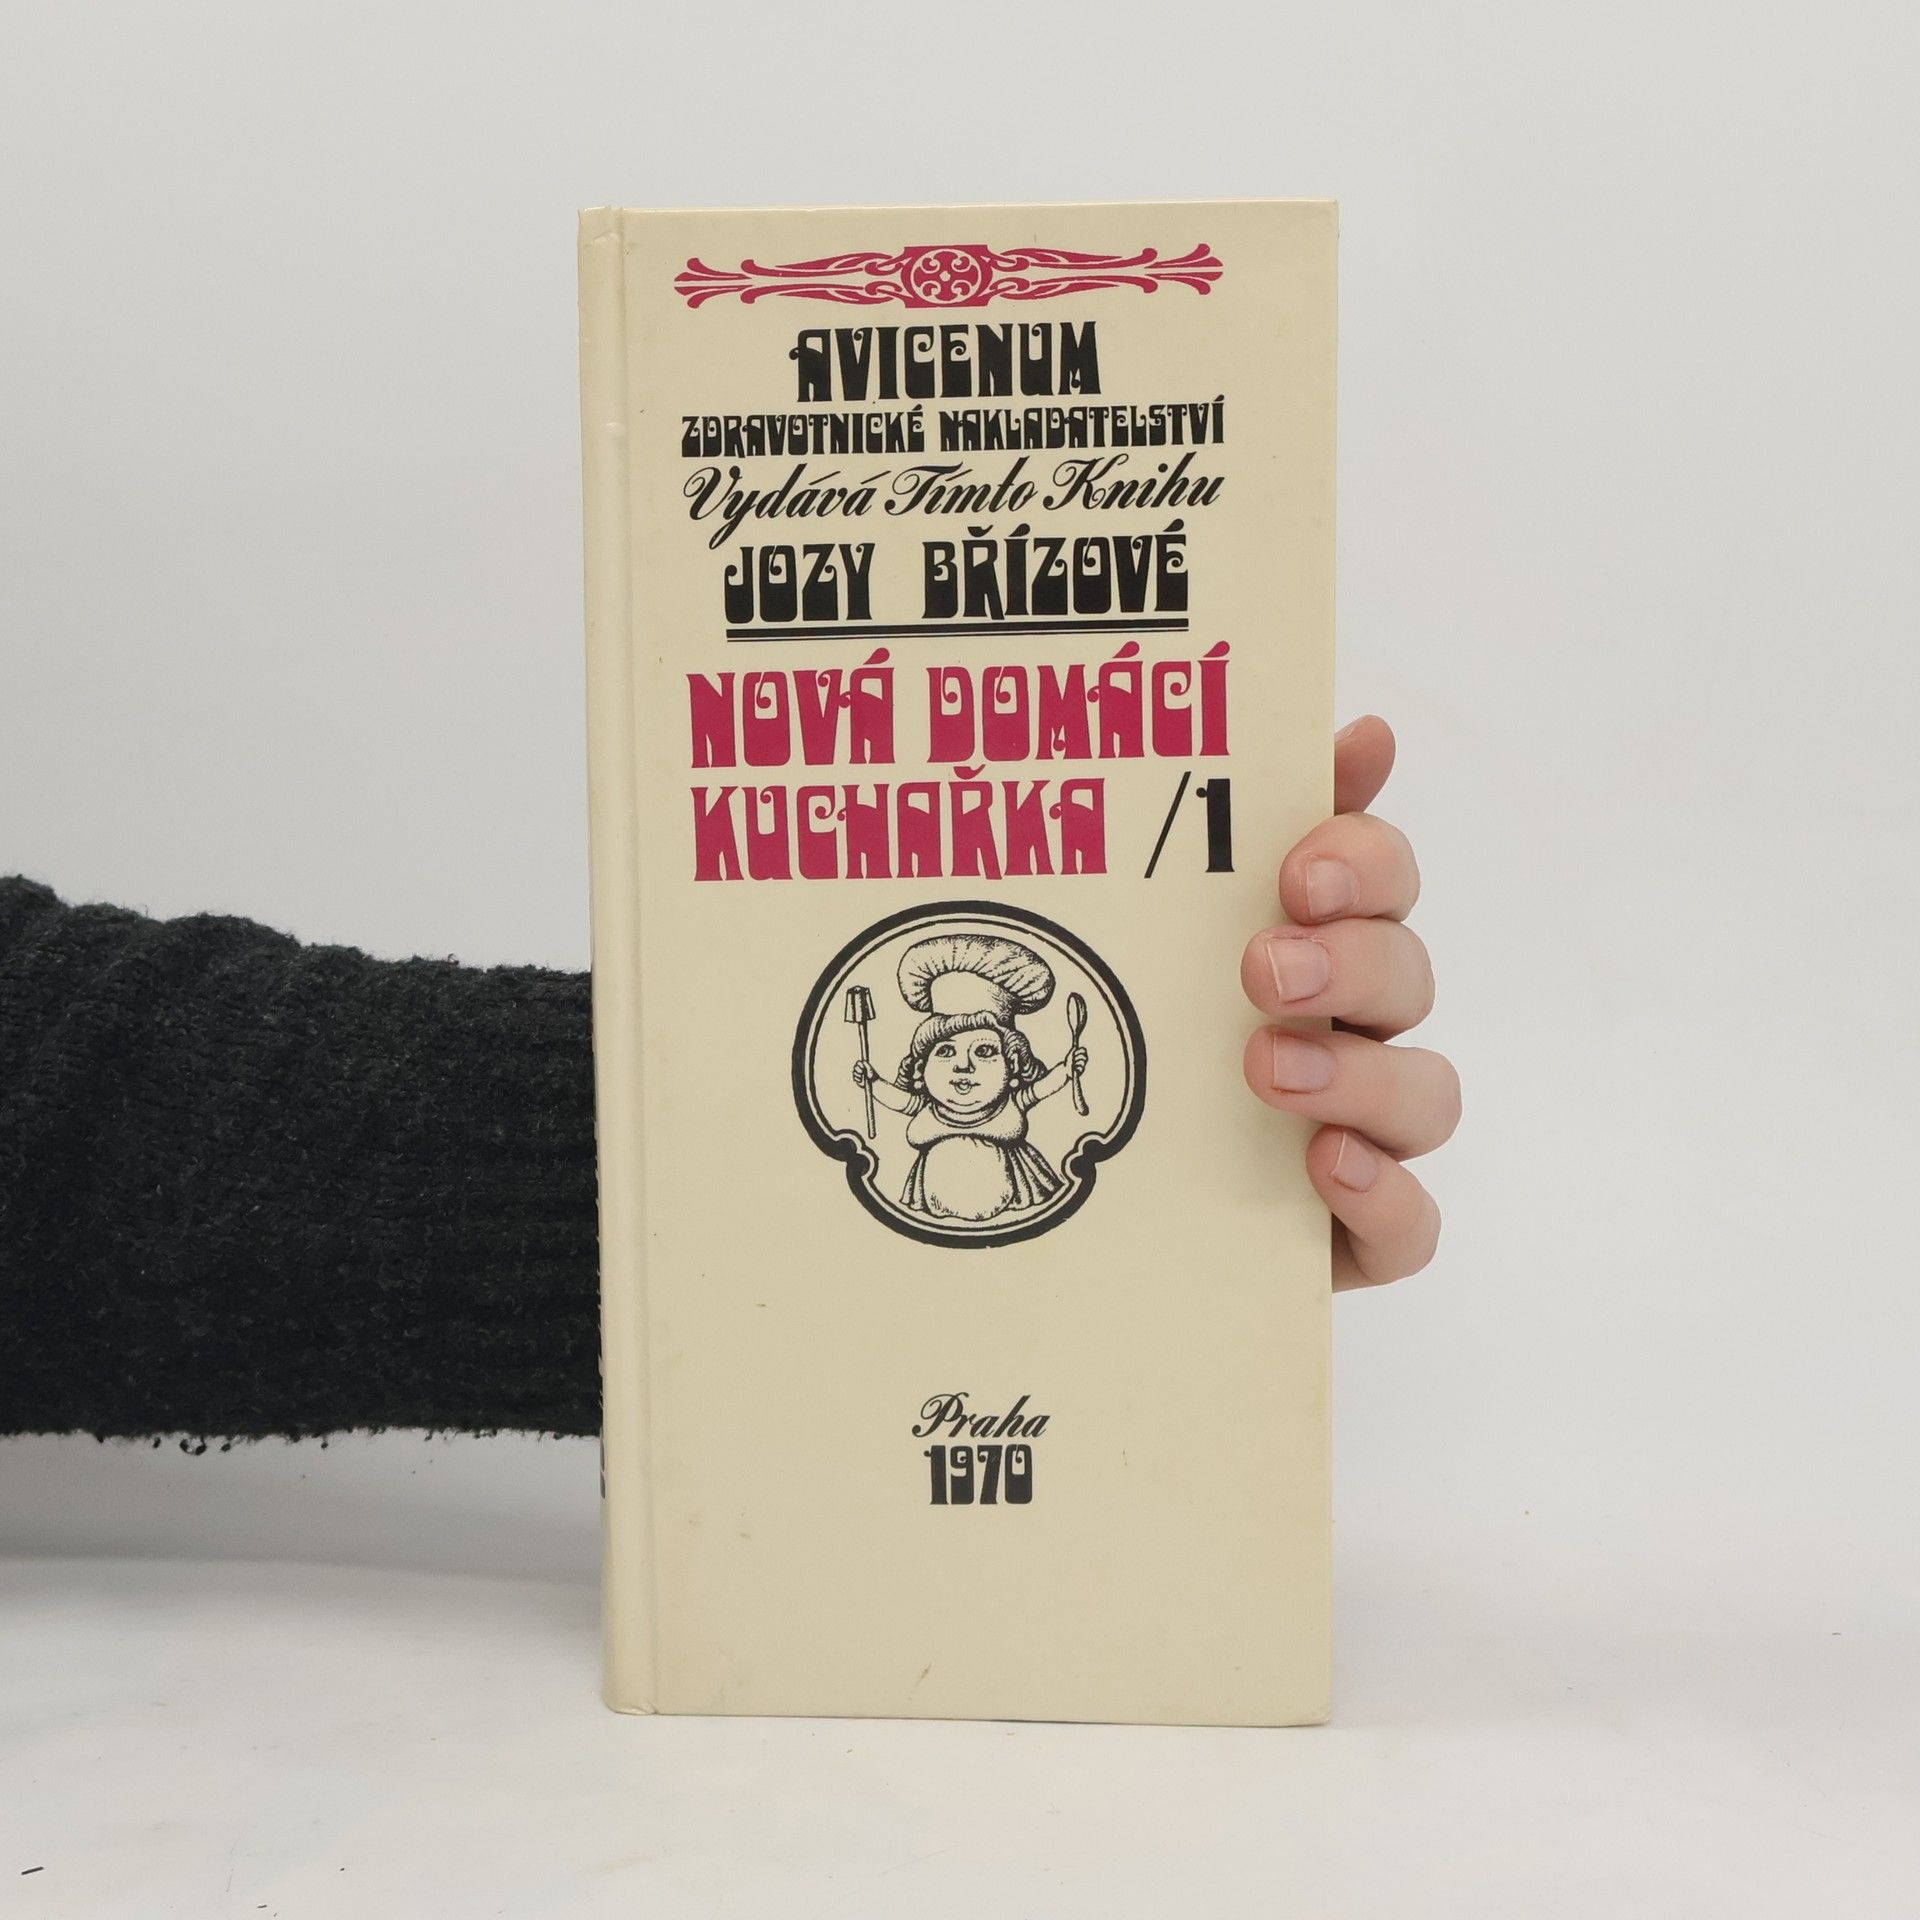 AVICENUM
ZDRAVOTNICKÉ NAKLADATELSTVÍ
Vydává Tímto Knihu
JOZY BŘÍZOVÉ
NOVÁ DOMÁCÍ
KUCHAŘKA /1
Praha
1970